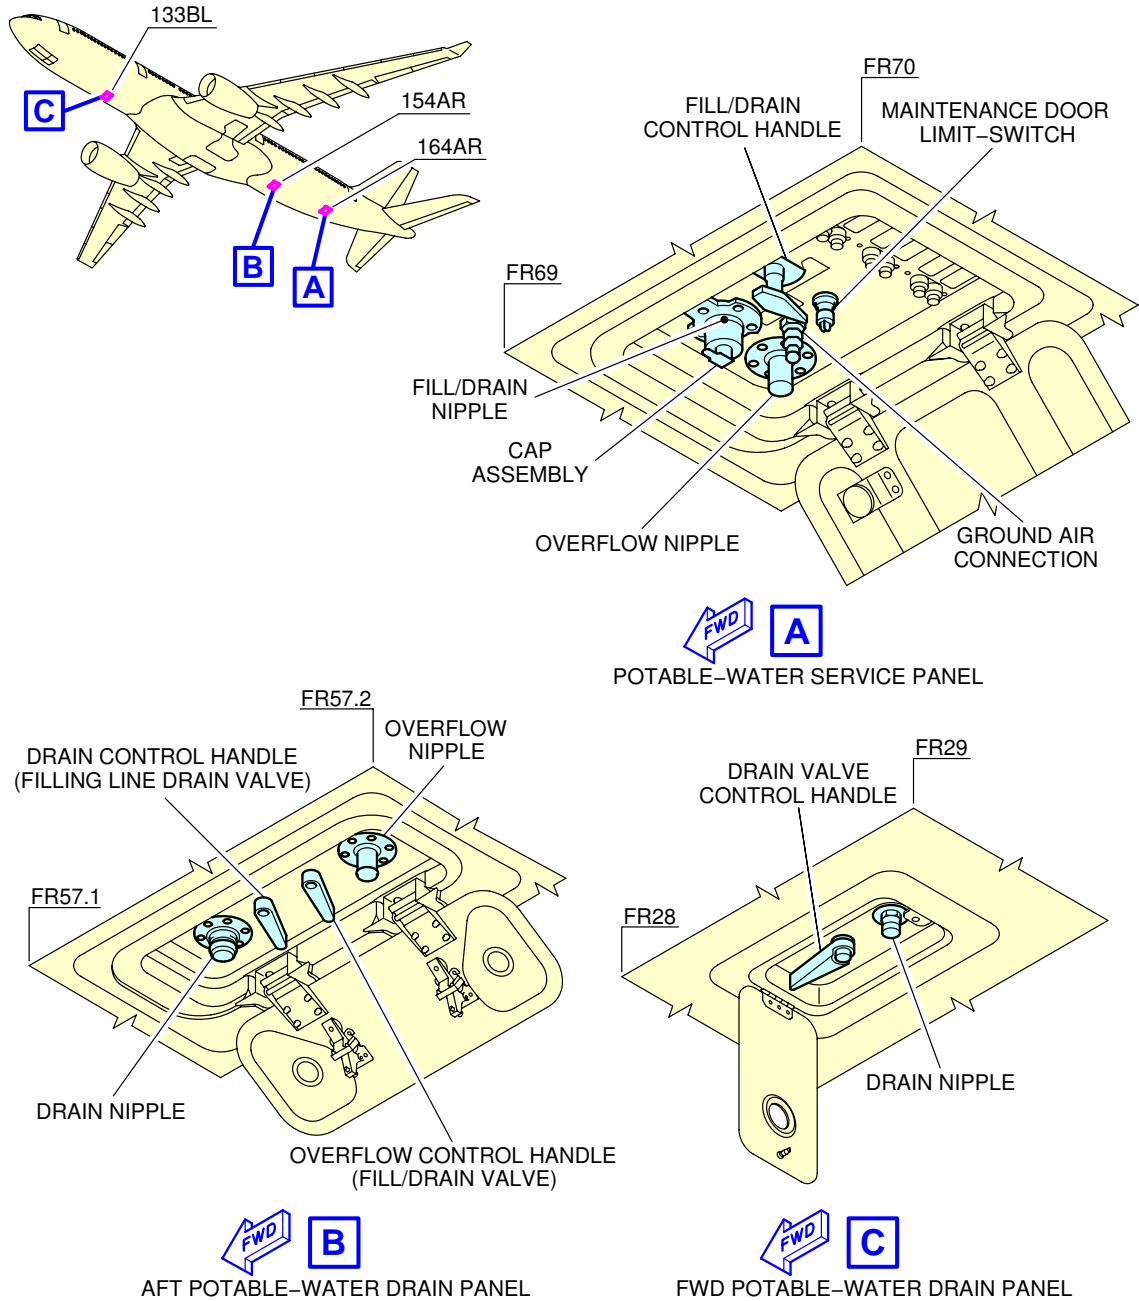 133BL
C
154AR
164AR
B
A
FR70
FILL/DRAIN
CONTROL HANDLE
MAINTENANCE DOOR
LIMIT–SWITCH
FR69
FILL/DRAIN
NIPPLE
CAP
ASSEMBLY
OVERFLOW NIPPLE
GROUND AIR
CONNECTION
FWD
A
POTABLE–WATER SERVICE PANEL
FR57.2
OVERFLOW
NIPPLE
DRAIN CONTROL HANDLE
(FILLING LINE DRAIN VALVE)
FR57.1
DRAIN NIPPLE
OVERFLOW CONTROL HANDLE
(FILL/DRAIN VALVE)
FWD
B
AFT POTABLE–WATER DRAIN PANEL
FR29
DRAIN VALVE
CONTROL HANDLE
FR28
DRAIN NIPPLE
FWD
C
FWD POTABLE–WATER DRAIN PANEL